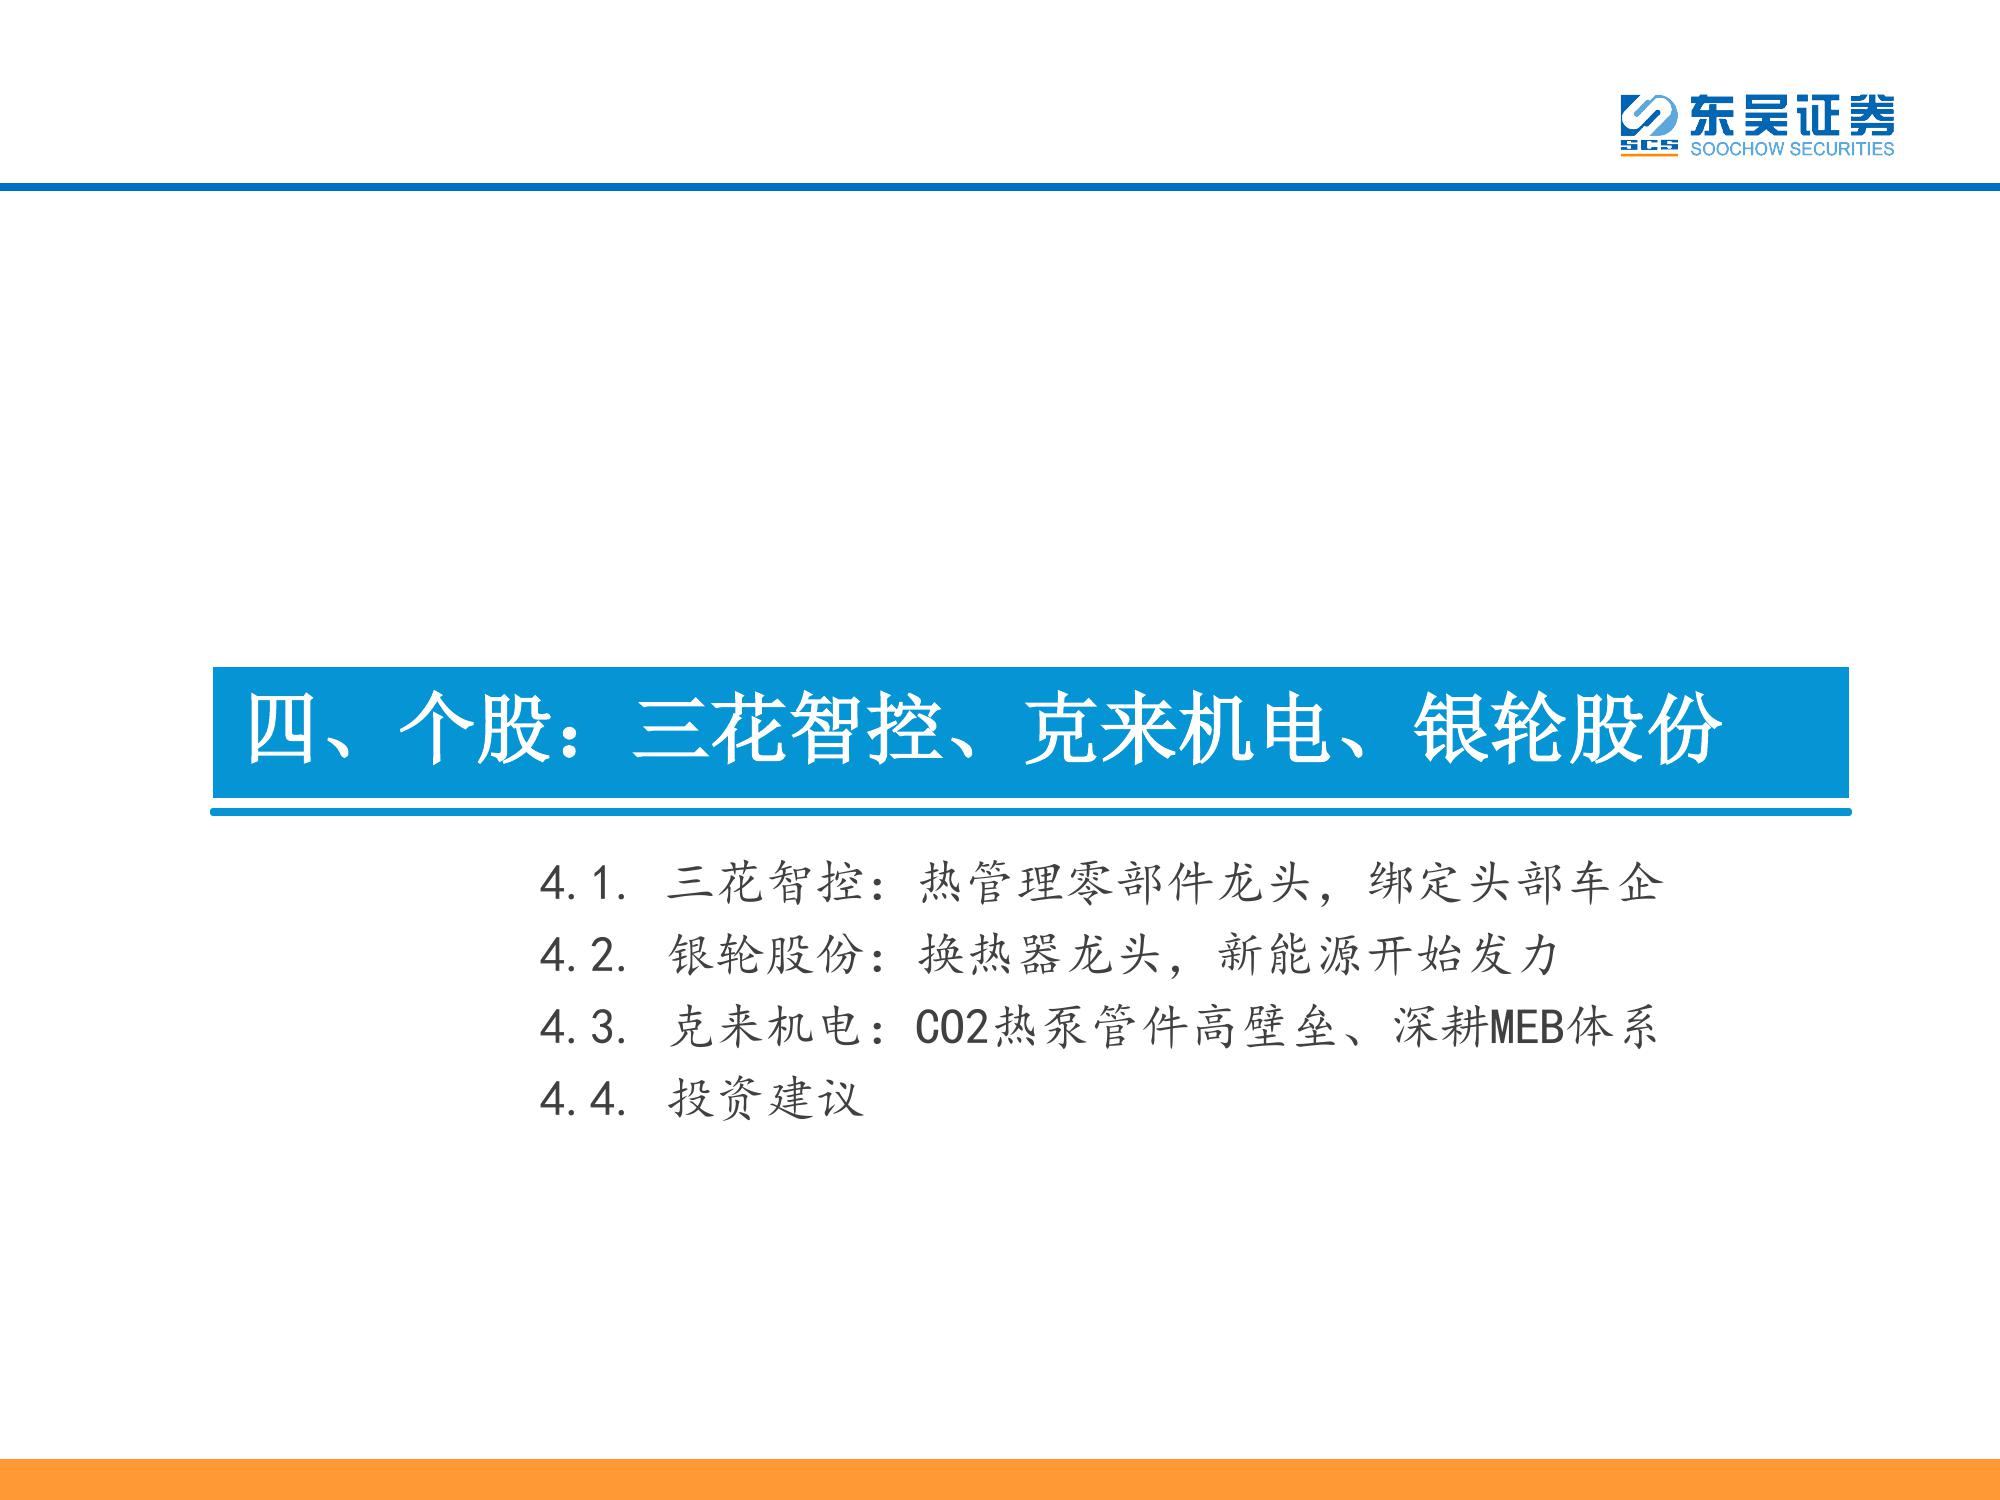 东吴证券
SCS
SOOCHOW SECURITIES
四、个股：三花智控、克来机电、银轮股份
4.1. 三花智控：热管理零部件龙头，绑定头部车企
4.2. 银轮股份：换热器龙头，新能源开始发力
4.3. 克来机电：CO2热泵管件高壁垒、深耕MEB体系
4.4. 投资建议